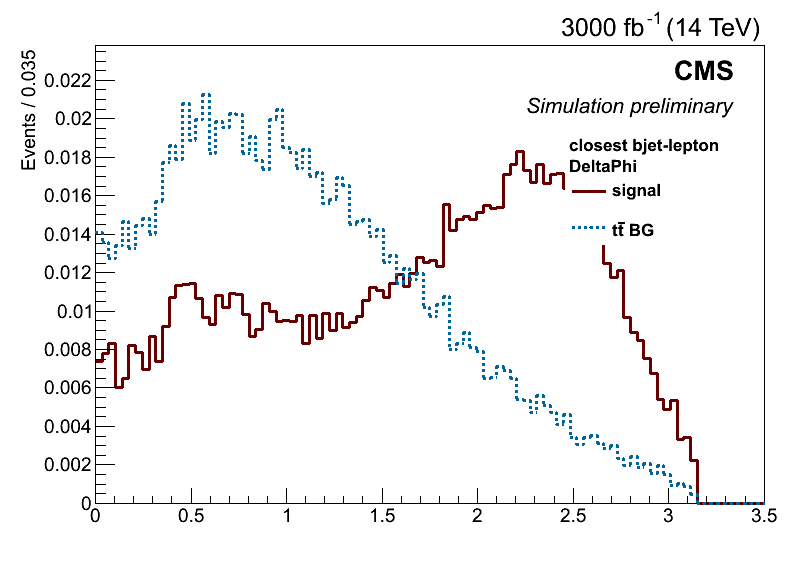 3000 fb⁻¹ (14 TeV)
CMS
Simulation preliminary
closest bjet-lepton
DeltaPhi
signal
tt̄ BG
Events / 0.035
0.022
0.02
0.018
0.016
0.014
0.012
0.01
0.008
0.006
0.004
0.002
0
0 0.5 1 1.5 2 2.5 3 3.5